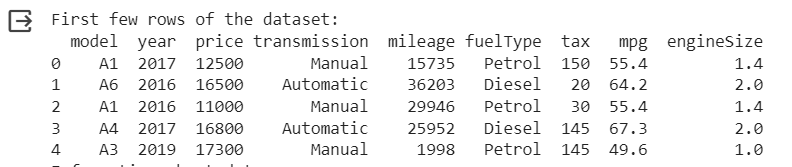 First few rows of the dataset:
model year price transmission mileage fuelType tax mpg engineSize
0 A1 2017 12500 Manual 15735 Petrol 150 55.4 1.4
1 A6 2016 16500 Automatic 36203 Diesel 20 64.2 2.0
2 A1 2016 11000 Manual 29946 Petrol 30 55.4 1.4
3 A4 2017 16800 Automatic 25952 Diesel 145 67.3 2.0
4 A3 2019 17300 Manual 1998 Petrol 145 49.6 1.0